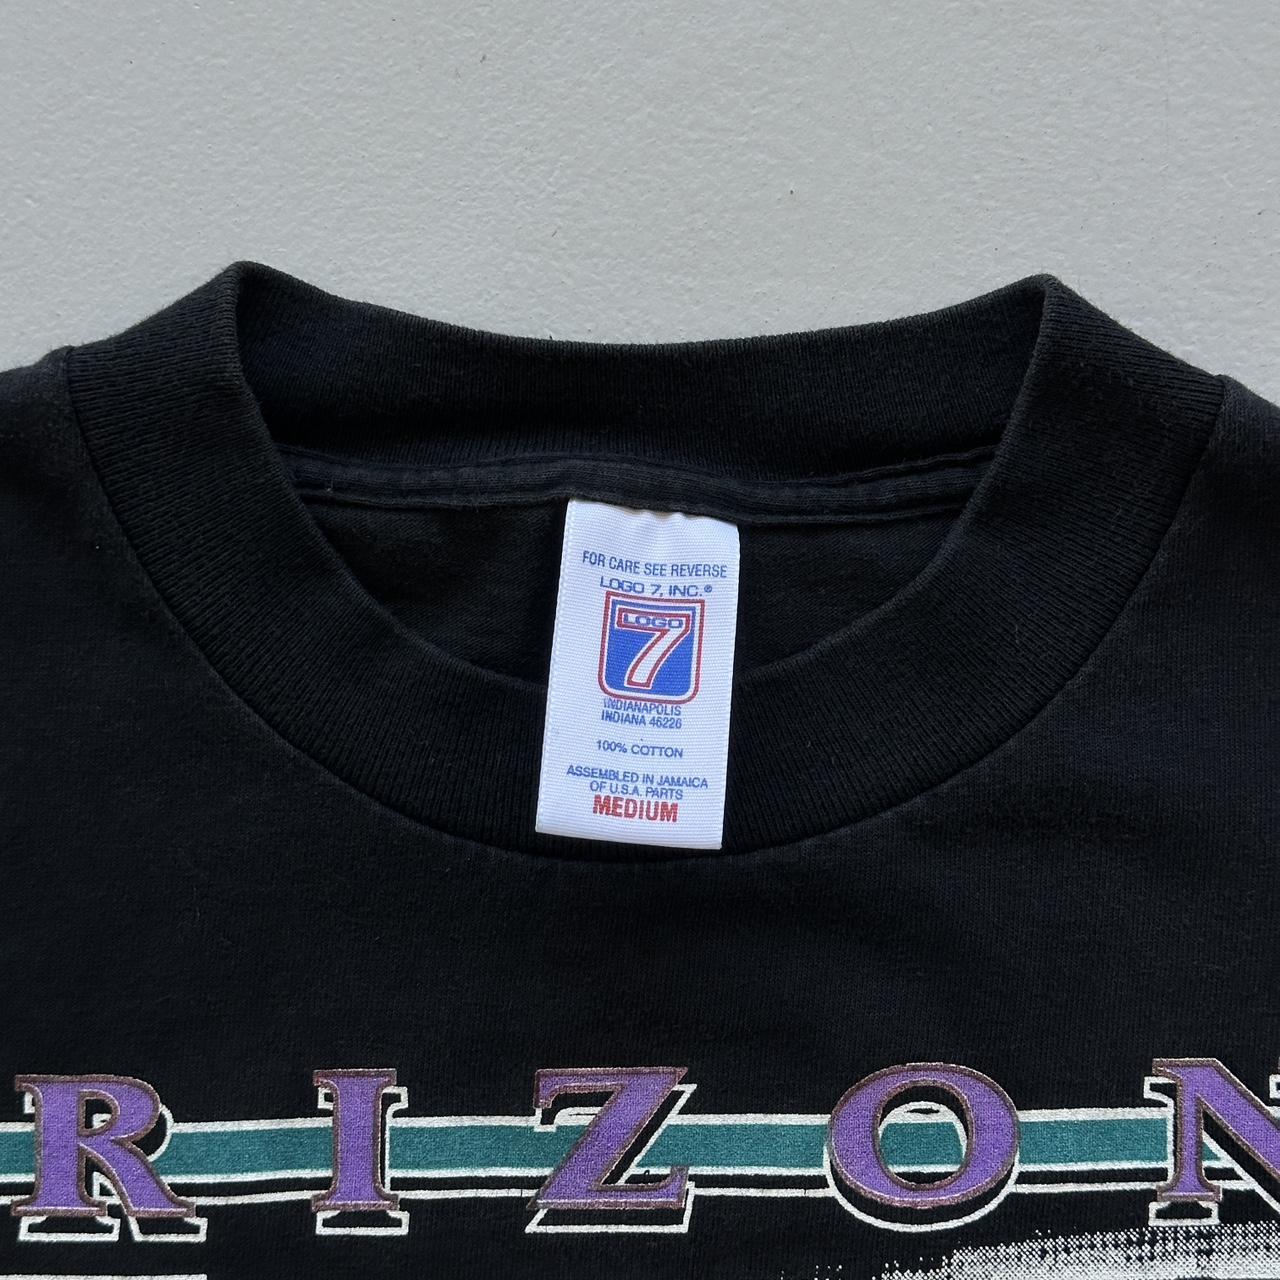 FOR CARE SEE REVERSE
LOGO 7, INC.®
LOGO
7
INDIANAPOLIS
INDIANA 46226
100% COTTON
ASSEMBLED IN JAMAICA
OF U.S.A. PARTS
MEDIUM
RIZON